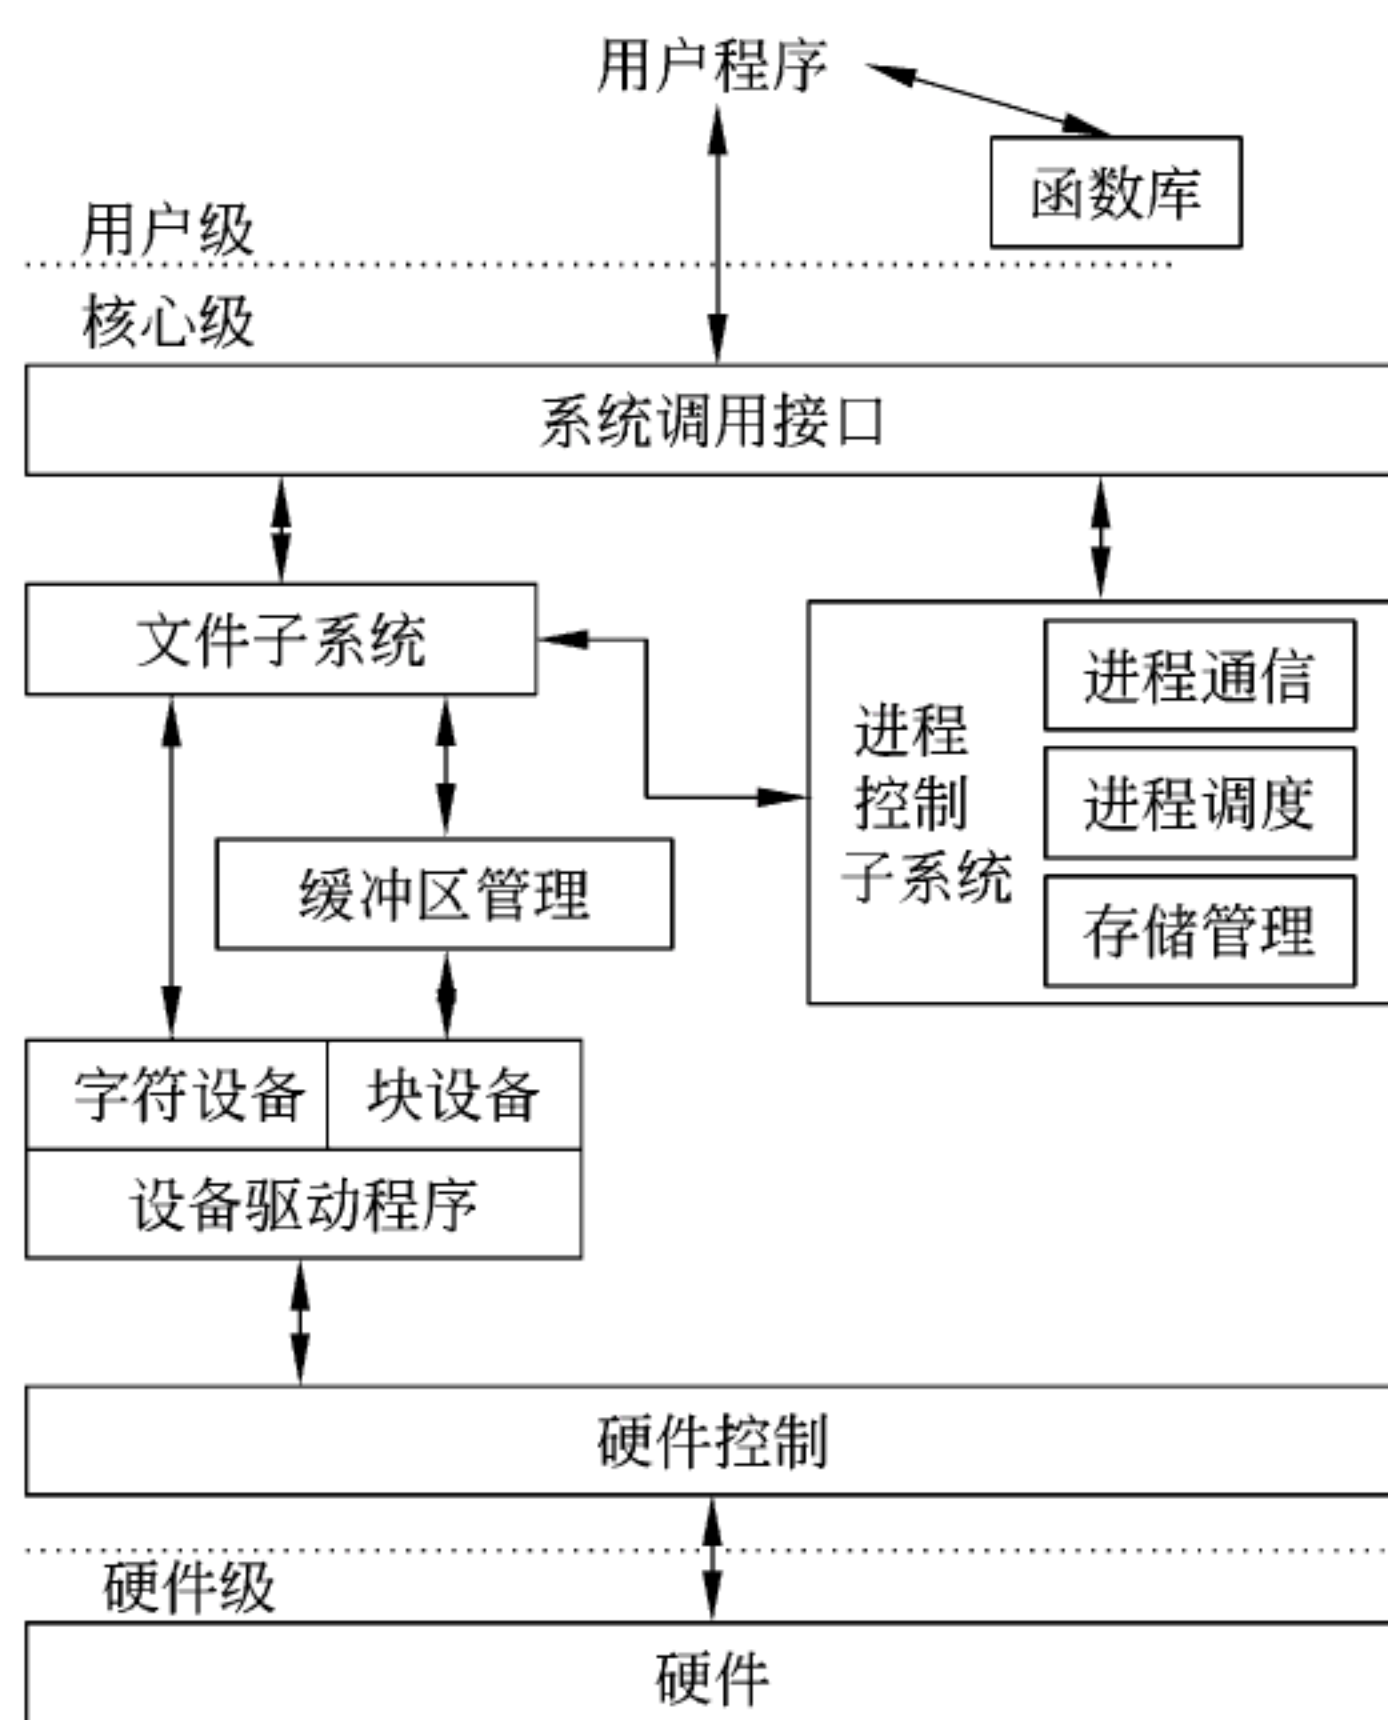 用户程序
函数库
用户级
核心级
系统调用接口
文件子系统
进程
控制
子系统
进程通信
进程调度
存储管理
缓冲区管理
字符设备
块设备
设备驱动程序
硬件控制
硬件级
硬件